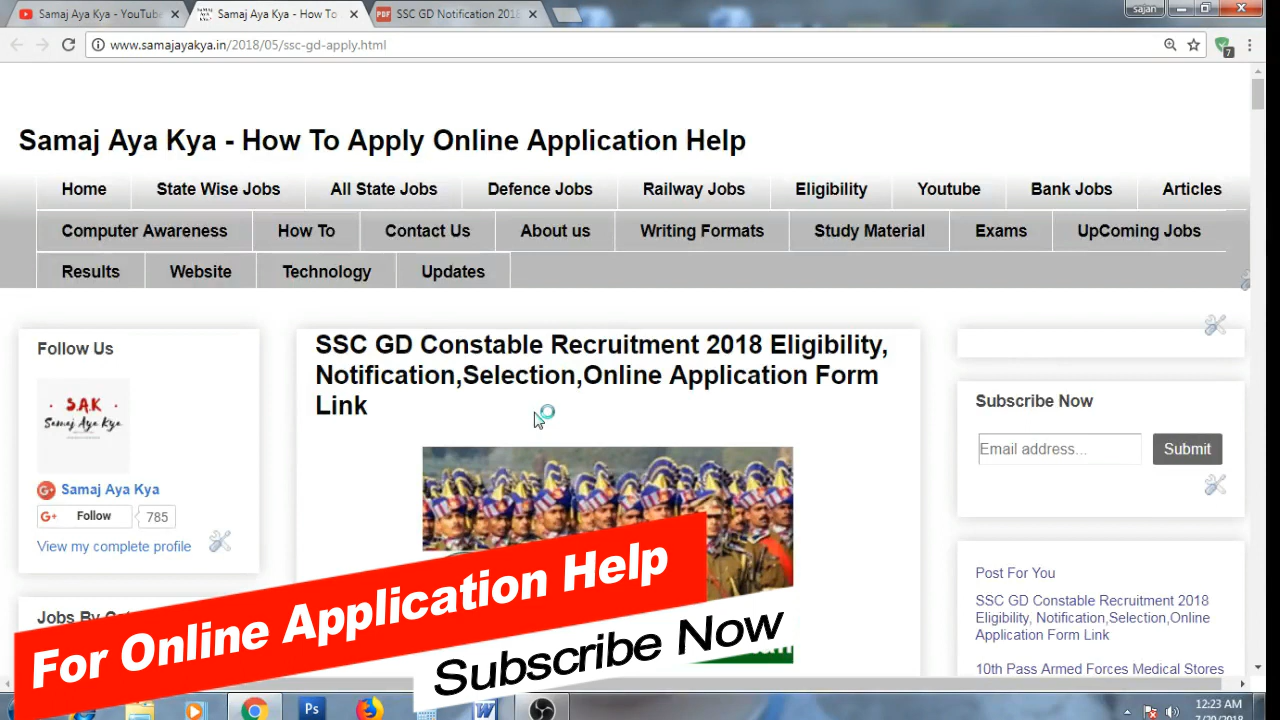 Samaj Aya Kya - YouTube
Samaj Aya Kya - How To
PDF
SSC GD Notification 201
sajan
www.samajayakya.in/2018/05/ssc-gd-apply.html
7
Samaj Aya Kya - How To Apply Online Application Help
Home State Wise Jobs All State Jobs Defence Jobs Railway Jobs Eligibility Youtube Bank Jobs Articles
Computer Awareness How To Contact Us About us Writing Formats Study Material Exams UpComing Jobs
Results Website Technology Updates
Follow Us
S.A.K
Samaj Aya Kya
G+ Samaj Aya Kya
G+ Follow 785
View my complete profile
SSC GD Constable Recruitment 2018 Eligibility,
Notification,Selection,Online Application Form
Link
Subscribe Now
Email address...
Submit
Post For You
SSC GD Constable Recruitment 2018
Eligibility, Notification,Selection,Online
Application Form Link
10th Pass Armed Forces Medical Stores
Jobs By
For Online Application Help
Subscribe Now
Ps
W
12:23 AM